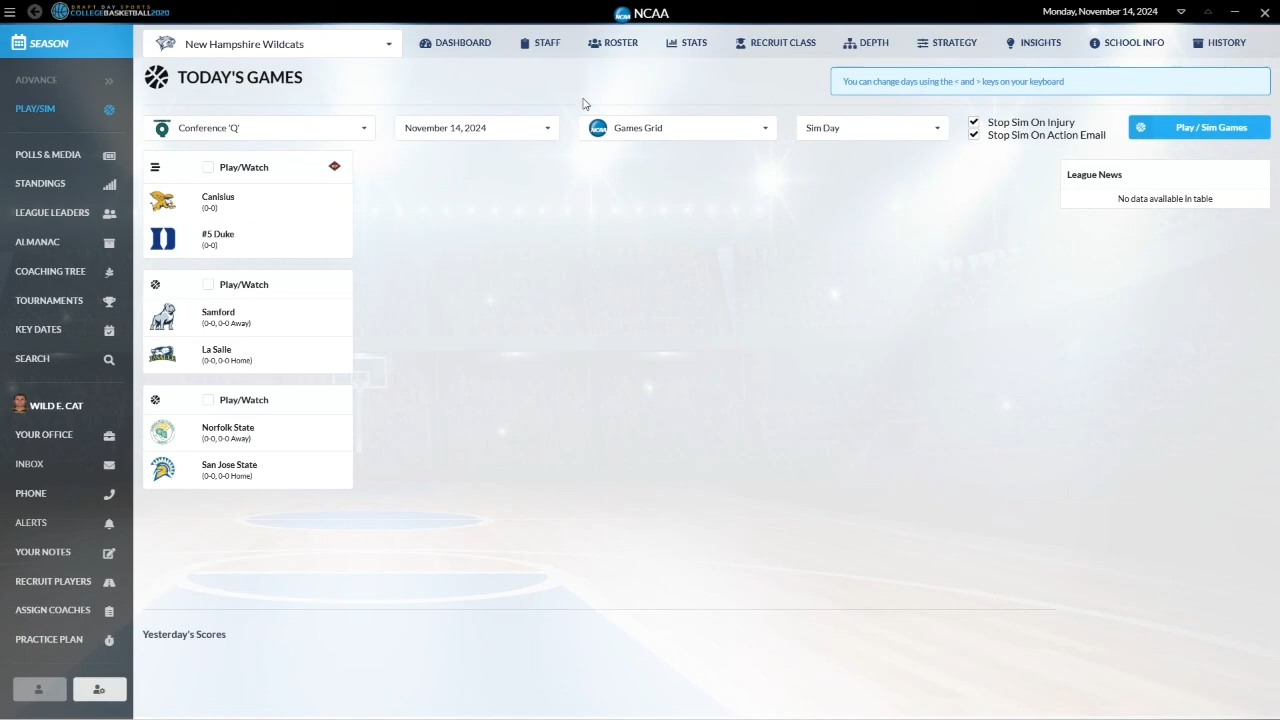 DRAFT DAY SPORTS
COLLEGEBASKETBALL2020
NCAA
Monday, November 14, 2024
SEASON
ADVANCE
PLAY/SIM
POLLS & MEDIA
STANDINGS
LEAGUE LEADERS
ALMANAC
COACHING TREE
TOURNAMENTS
KEY DATES
SEARCH
WILD E. CAT
YOUR OFFICE
INBOX
PHONE
ALERTS
YOUR NOTES
RECRUIT PLAYERS
ASSIGN COACHES
PRACTICE PLAN
New Hampshire Wildcats
DASHBOARD
STAFF
ROSTER
STATS
RECRUIT CLASS
DEPTH
STRATEGY
INSIGHTS
SCHOOL INFO
HISTORY
TODAY'S GAMES
You can change days using the < and > keys on your keyboard
Conference 'Q'
November 14, 2024
NCAA
Games Grid
Sim Day
Stop Sim On Injury
Stop Sim On Action Email
Play / Sim Games
Play/Watch
Canisius
(0-0)
#5 Duke
(0-0)
Play/Watch
Samford
(0-0, 0-0 Away)
La Salle
(0-0, 0-0 Home)
Play/Watch
Norfolk State
(0-0, 0-0 Away)
San Jose State
(0-0, 0-0 Home)
League News
No data available in table
Yesterday's Scores